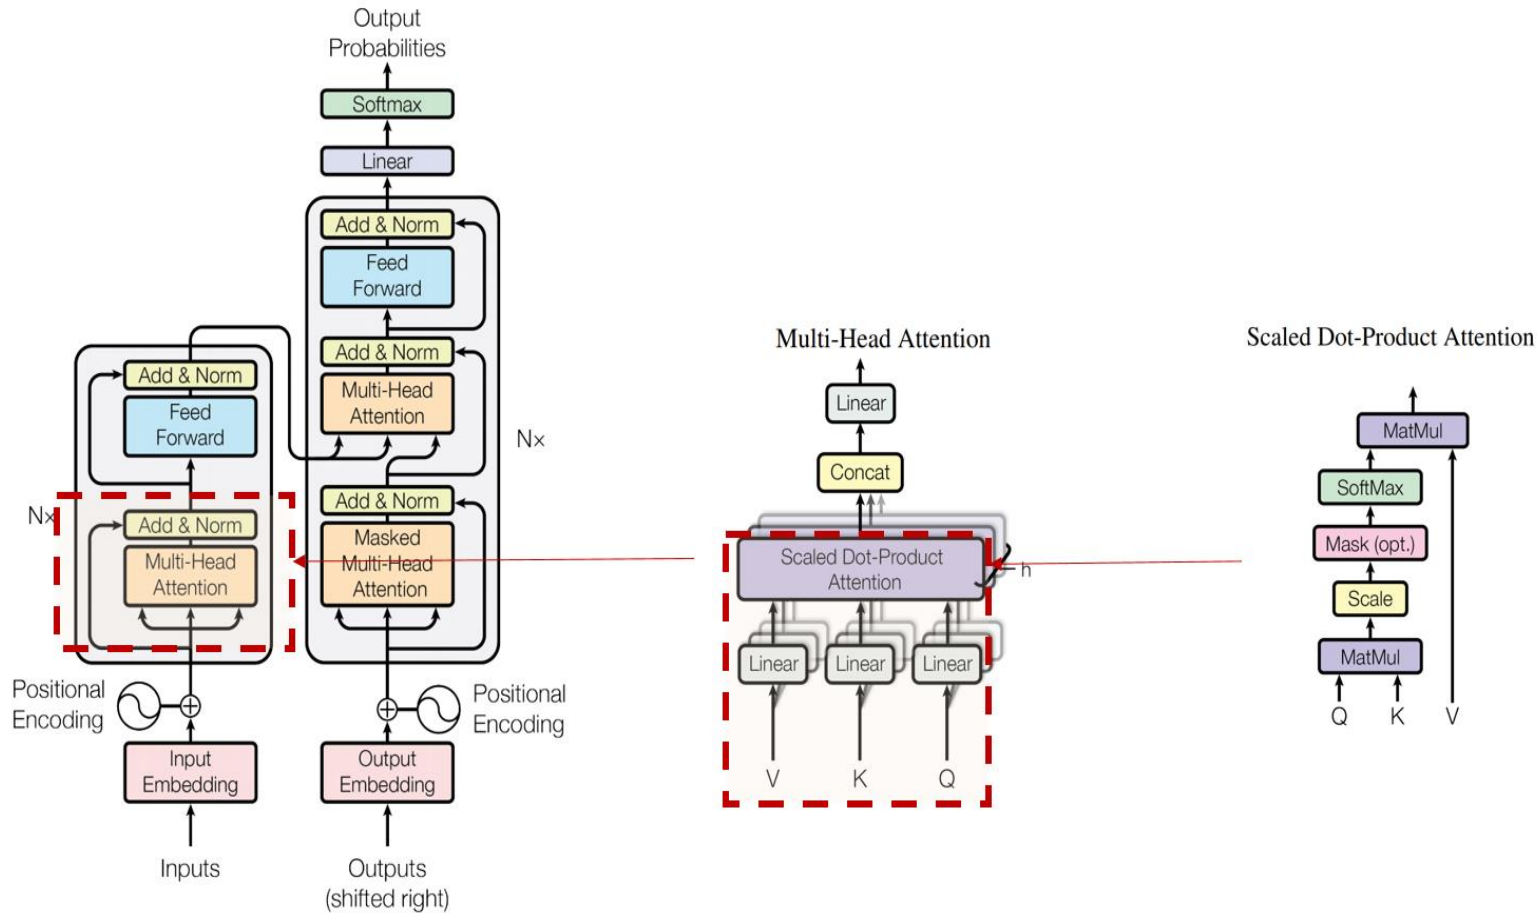 Output
Probabilities
Softmax
Linear
Add & Norm
Feed
Forward
Add & Norm
Multi-Head
Attention
Add & Norm
Masked
Multi-Head
Attention
Nx
Positional
Encoding
Output
Embedding
Outputs
(shifted right)
Add & Norm
Feed
Forward
Add & Norm
Multi-Head
Attention
Nx
Positional
Encoding
Input
Embedding
Inputs
Multi-Head Attention
Linear
Concat
Scaled Dot-Product
Attention
h
Linear
Linear
Linear
V
K
Q
Scaled Dot-Product Attention
MatMul
SoftMax
Mask (opt.)
Scale
MatMul
Q
K
V